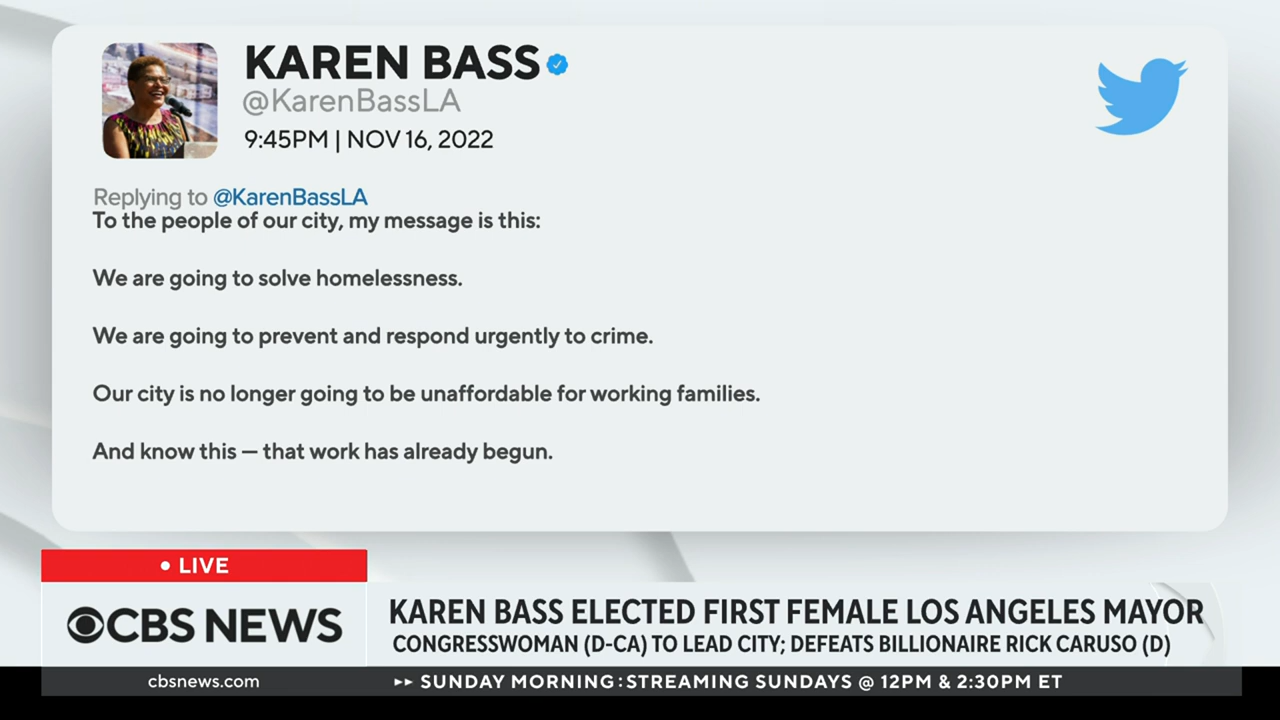 KAREN BASS
@KarenBassLA
9:45PM | NOV 16, 2022
Replying to @KarenBassLA
To the people of our city, my message is this:
We are going to solve homelessness.
We are going to prevent and respond urgently to crime.
Our city is no longer going to be unaffordable for working families.
And know this — that work has already begun.
• LIVE
CBS NEWS
KAREN BASS ELECTED FIRST FEMALE LOS ANGELES MAYOR
CONGRESSWOMAN (D-CA) TO LEAD CITY; DEFEATS BILLIONAIRE RICK CARUSO (D)
cbsnews.com
▸▸ SUNDAY MORNING: STREAMING SUNDAYS @ 12PM & 2:30PM ET